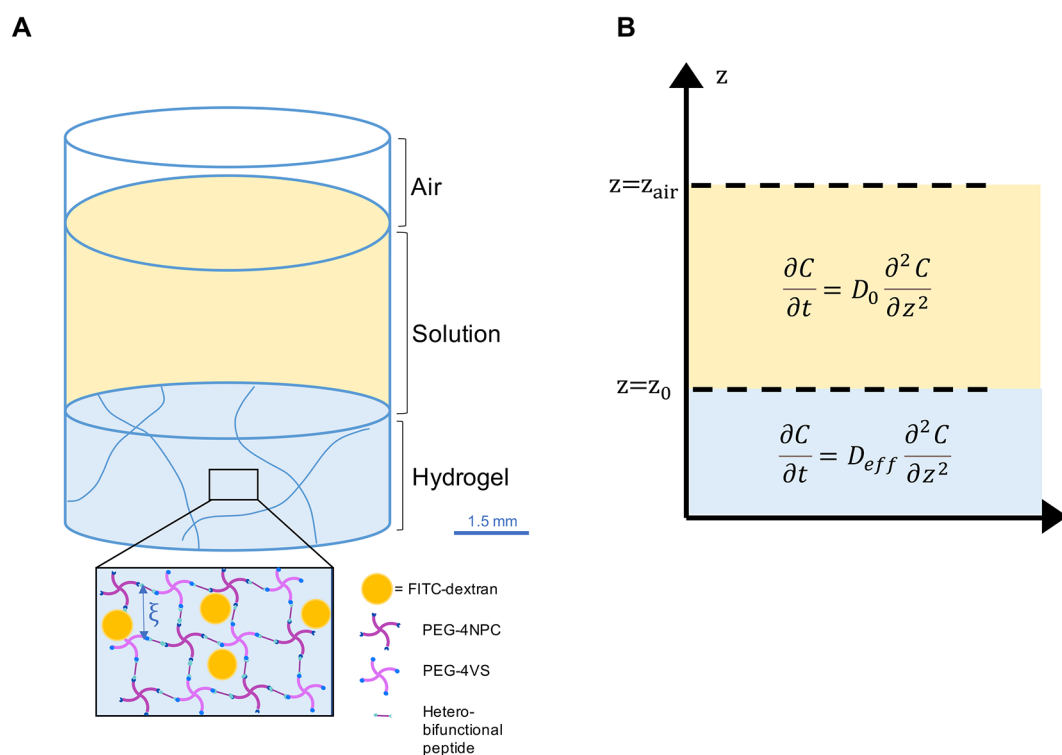 A
Air
Solution
Hydrogel
1.5 mm
ξ
= FITC-dextran
PEG-4NPC
PEG-4VS
Hetero-
bifunctional
peptide
B
z
z=z_air
∂C/∂t = D_0 ∂²C/∂z²
z=z_0
∂C/∂t = D_eff ∂²C/∂z²